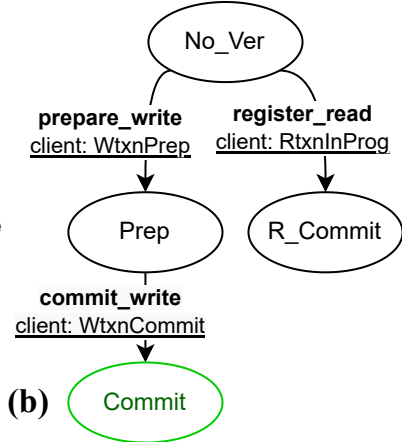 No_Ver
prepare_write
client: WtxnPrep
register_read
client: RtxnInProg
Prep
R_Commit
commit_write
client: WtxnCommit
(b)
Commit